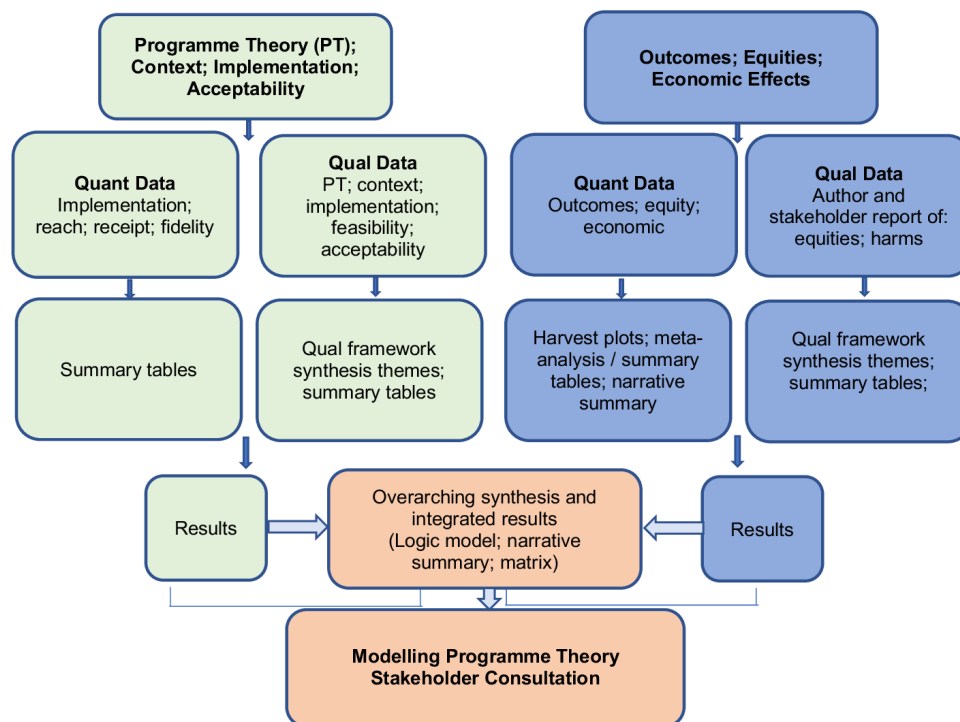 Programme Theory (PT);
Context; Implementation;
Acceptability
Outcomes; Equities;
Economic Effects
Quant Data
Implementation;
reach; receipt; fidelity
Qual Data
PT; context;
implementation;
feasibility;
acceptability
Quant Data
Outcomes; equity;
economic
Qual Data
Author and
stakeholder report of:
equities; harms
Summary tables
Qual framework
synthesis themes;
summary tables
Harvest plots; meta-
analysis / summary
tables; narrative
summary
Qual framework
synthesis themes;
summary tables;
Results
Overarching synthesis and
integrated results
(Logic model; narrative
summary; matrix)
Results
Modelling Programme Theory
Stakeholder Consultation